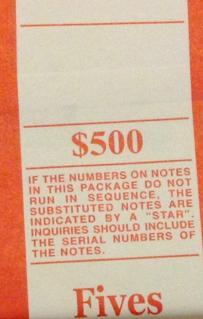 $500
IF THE NUMBERS ON NOTES
IN THIS PACKAGE DO NOT
RUN IN SEQUENCE, THE
SUBSTITUTED NOTES ARE
INDICATED BY A "STAR".
INQUIRIES SHOULD INCLUDE
THE SERIAL NUMBERS OF
THE NOTES.
Fives